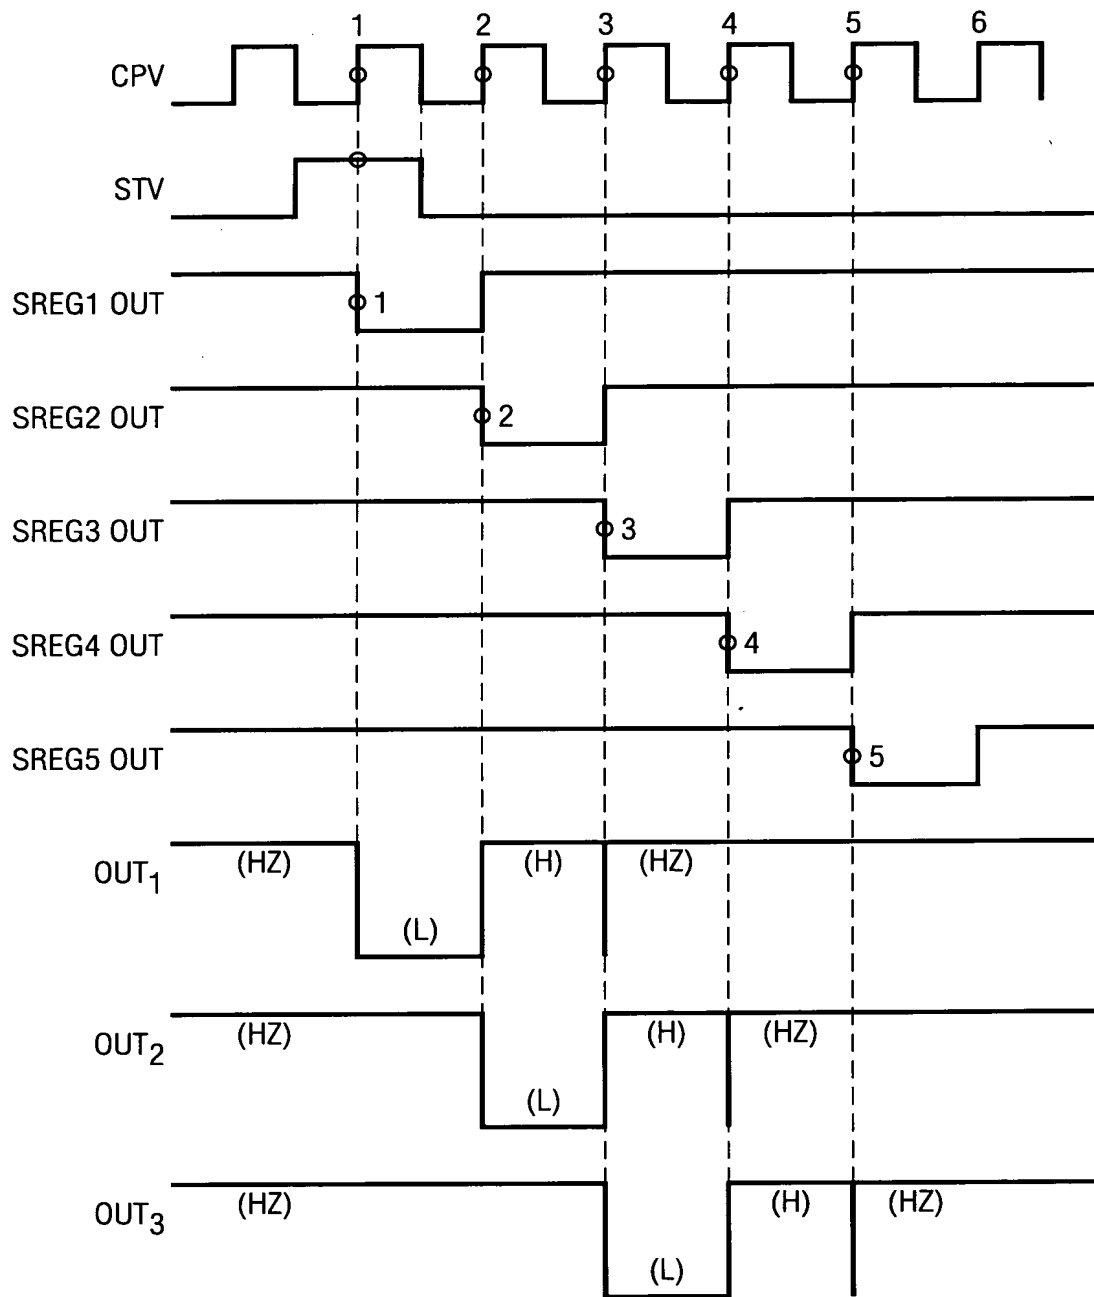 1 2 3 4 5 6
CPV
STV
SREG1 OUT
1
SREG2 OUT
2
SREG3 OUT
3
SREG4 OUT
4
SREG5 OUT
5
OUT1 (HZ) (L) (H) (HZ)
OUT2 (HZ) (L) (H) (HZ)
OUT3 (HZ) (L) (H) (HZ)